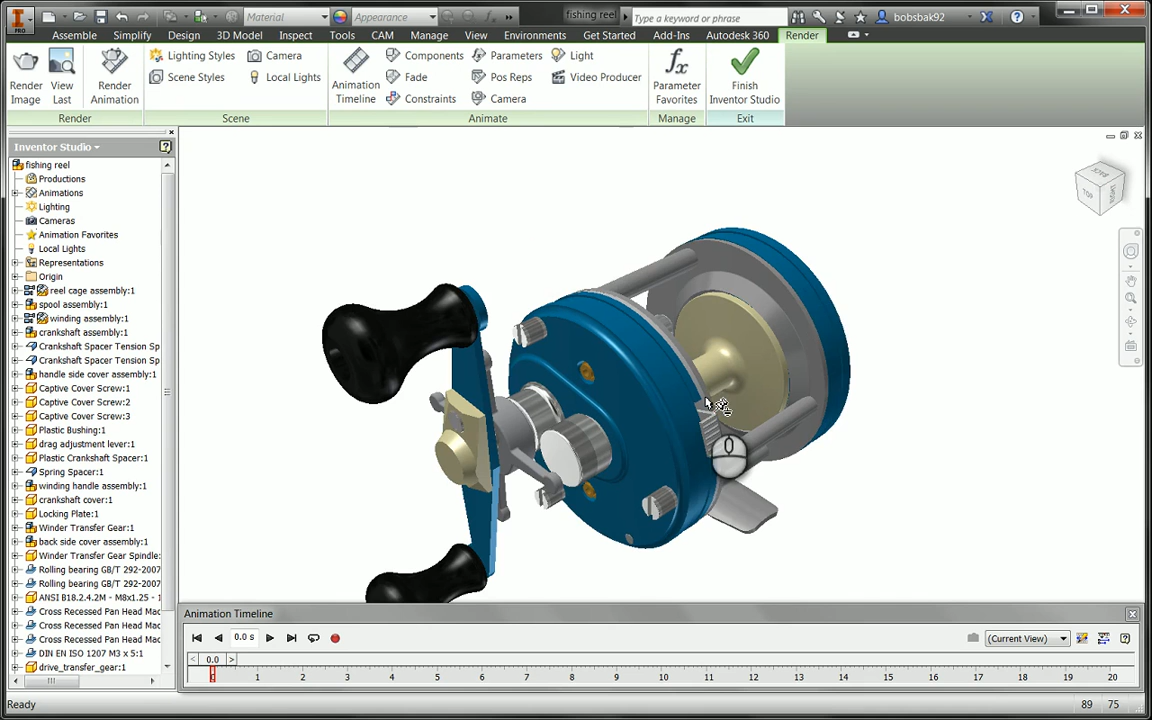 PRO
Material
Appearance
fishing reel
Type a keyword or phrase
bobsbak92
Assemble Simplify Design 3D Model Inspect Tools CAM Manage View Environments Get Started Add-Ins Autodesk 360 Render
Render Image
View Last
Render Animation
Lighting Styles
Camera
Scene Styles
Local Lights
Animation Timeline
Components
Fade
Constraints
Parameters
Pos Reps
Camera
Light
Video Producer
Parameter Favorites
Finish Inventor Studio
Render Scene Animate Manage Exit
Inventor Studio
fishing reel
Productions
Animations
Lighting
Cameras
Animation Favorites
Local Lights
Representations
Origin
reel cage assembly:1
spool assembly:1
winding assembly:1
crankshaft assembly:1
Crankshaft Spacer Tension Sp
Crankshaft Spacer Tension Sp
handle side cover assembly:1
Captive Cover Screw:1
Captive Cover Screw:2
Captive Cover Screw:3
Plastic Bushing:1
drag adjustment lever:1
Plastic Crankshaft Spacer:1
Spring Spacer:1
winding handle assembly:1
crankshaft cover:1
Locking Plate:1
Winder Transfer Gear:1
back side cover assembly:1
Winder Transfer Gear Spindle:
Rolling bearing GB/T 292-2007
Rolling bearing GB/T 292-2007
ANSI B18.2.4.2M - M8x1.25 - 1
Cross Recessed Pan Head Mac
Cross Recessed Pan Head Mac
Cross Recessed Pan Head Mac
DIN EN ISO 1207 M3 x 5:1
drive_transfer_gear:1
BACK
TOP
Animation Timeline
0.0 s
(Current View)
0.0
1 2 3 4 5 6 7 8 9 10 11 12 13 14 15 16 17 18 19 20
Ready
89 75